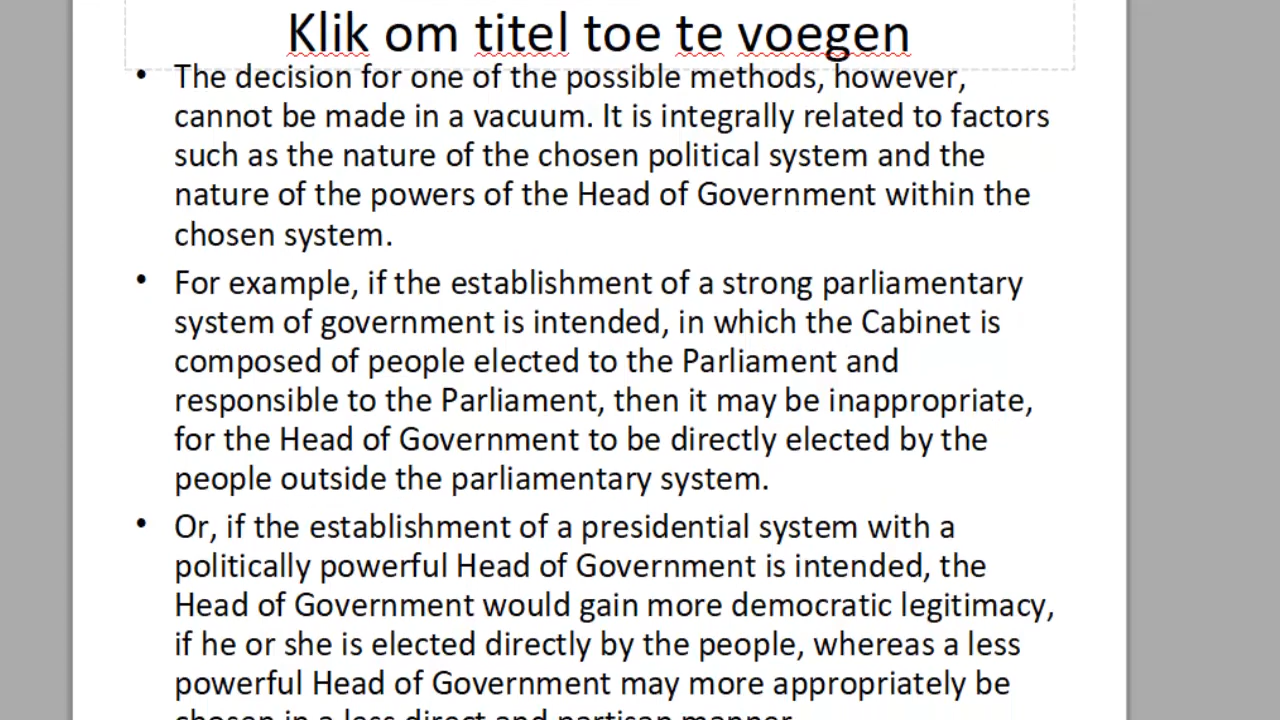 Klik om titel toe te voegen
• The decision for one of the possible methods, however,
cannot be made in a vacuum. It is integrally related to factors
such as the nature of the chosen political system and the
nature of the powers of the Head of Government within the
chosen system.
• For example, if the establishment of a strong parliamentary
system of government is intended, in which the Cabinet is
composed of people elected to the Parliament and
responsible to the Parliament, then it may be inappropriate,
for the Head of Government to be directly elected by the
people outside the parliamentary system.
• Or, if the establishment of a presidential system with a
politically powerful Head of Government is intended, the
Head of Government would gain more democratic legitimacy,
if he or she is elected directly by the people, whereas a less
powerful Head of Government may more appropriately be
chosen in a less direct and partisan manner.